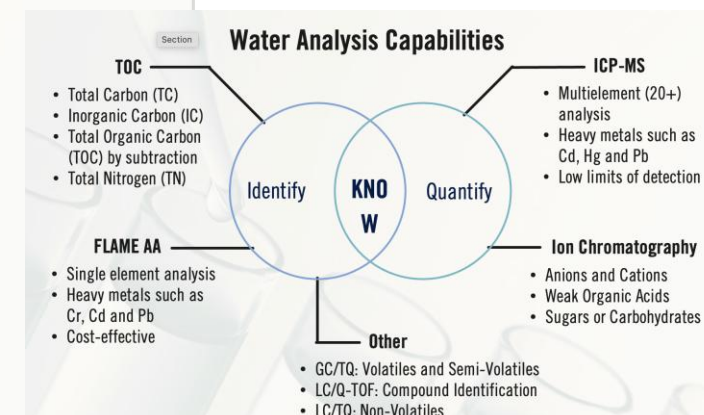 Section
Water Analysis Capabilities
TOC
• Total Carbon (TC)
• Inorganic Carbon (IC)
• Total Organic Carbon
(TOC) by subtraction
• Total Nitrogen (TN)
ICP-MS
• Multielement (20+)
analysis
• Heavy metals such as
Cd, Hg and Pb
• Low limits of detection
Identify
KNO
W
Quantify
FLAME AA
• Single element analysis
• Heavy metals such as
Cr, Cd and Pb
• Cost-effective
Ion Chromatography
• Anions and Cations
• Weak Organic Acids
• Sugars or Carbohydrates
Other
• GC/TQ: Volatiles and Semi-Volatiles
• LC/Q-TOF: Compound Identification
• LC/TQ: Non-Volatiles